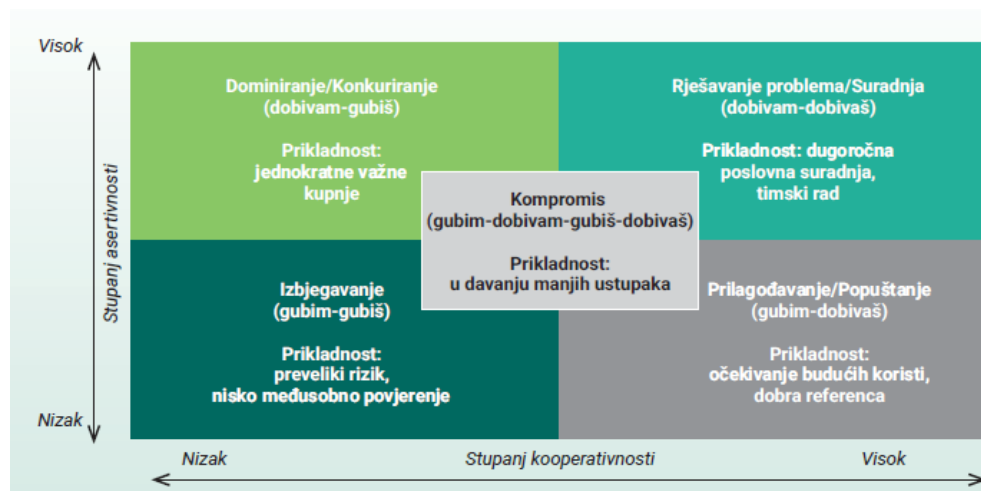 Visok
Stupanj asertivnosti
Nizak
Dominiranje/Konkuriranje
(dobivam-gubiš)
Prikladnost:
jednokratne važne
kupnje
Rješavanje problema/Suradnja
(dobivam-dobivaš)
Prikladnost: dugoročna
poslovna suradnja,
timski rad
Kompromis
(gubim-dobivam-gubiš-dobivaš)
Prikladnost:
u davanju manjih ustupaka
Izbjegavanje
(gubim-gubiš)
Prikladnost:
preveliki rizik,
nisko međusobno povjerenje
Prilagođavanje/Popuštanje
(gubim-dobivaš)
Prikladnost:
očekivanje budućih koristi,
dobra referenca
Nizak
Stupanj kooperativnosti
Visok